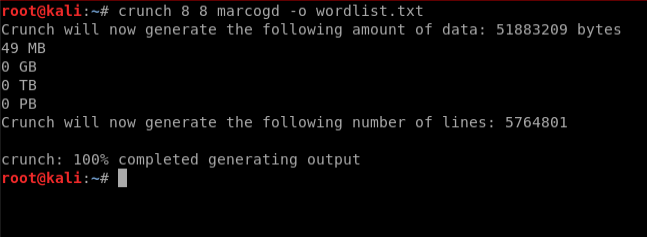 root@kali:~# crunch 8 8 marcogd -o wordlist.txt
Crunch will now generate the following amount of data: 51883209 bytes
49 MB
0 GB
0 TB
0 PB
Crunch will now generate the following number of lines: 5764801
crunch: 100% completed generating output
root@kali:~#